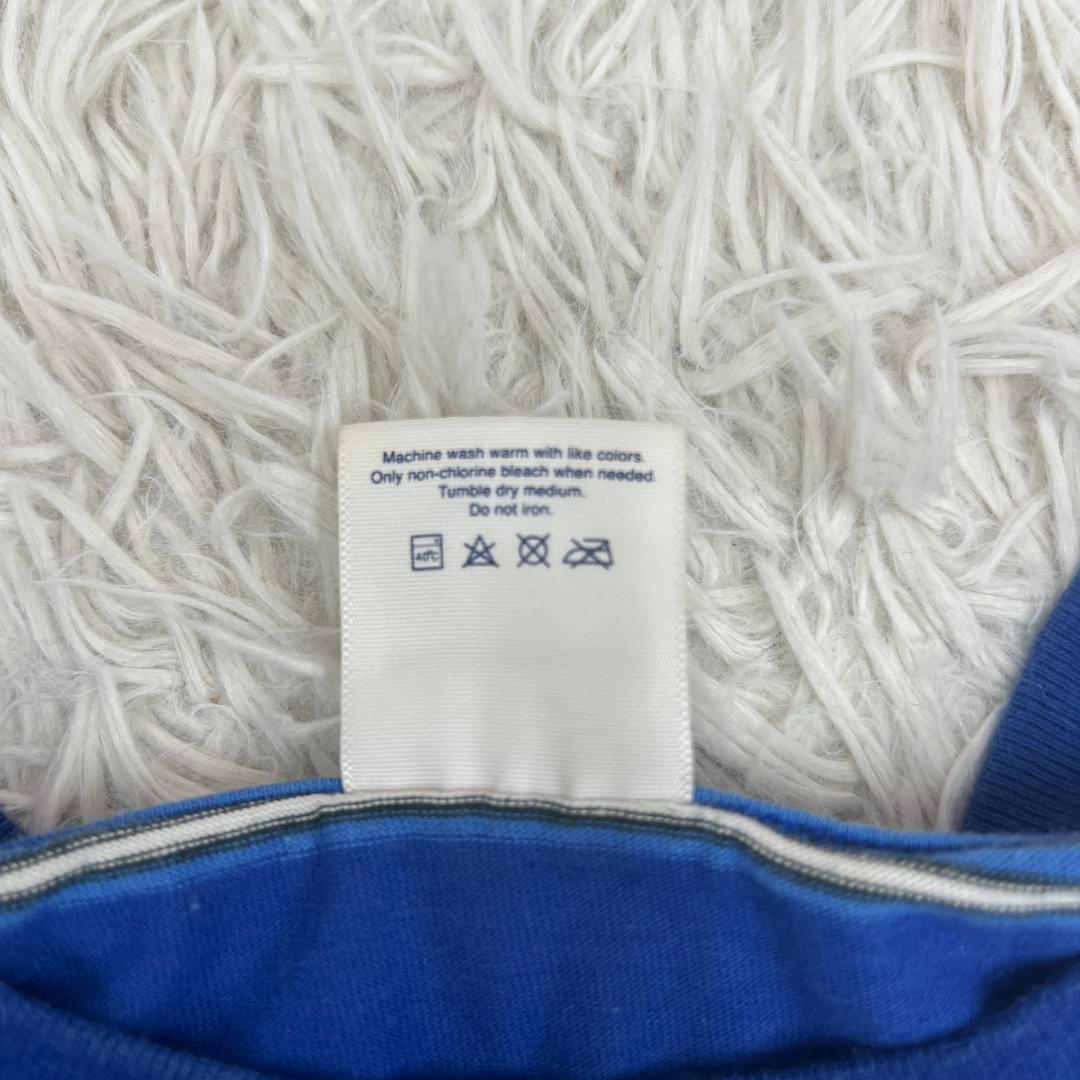 Machine wash warm with like colors.
Only non-chlorine bleach when needed.
Tumble dry medium.
Do not iron.
40℃